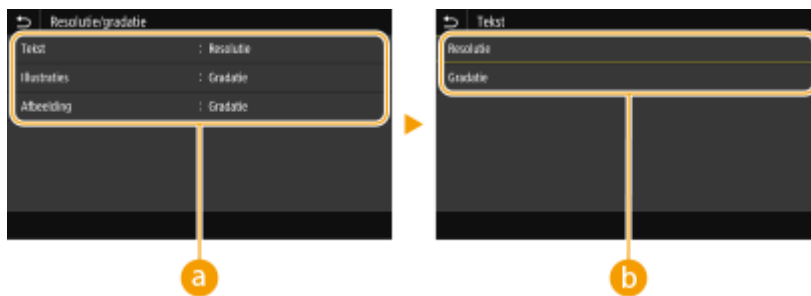 Resolutie/gradatie
Tekst : Resolutie
Illustraties : Gradatie
Afbeelding : Gradatie
a
Tekst
Resolutie
Gradatie
b